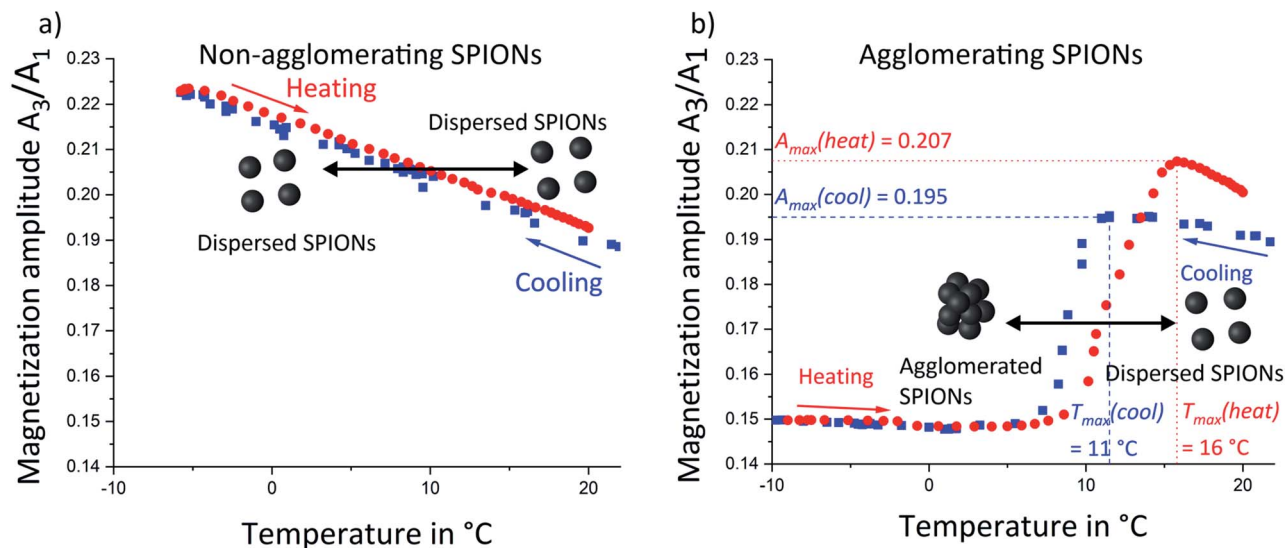 a)
Non-agglomerating SPIONs
Magnetization amplitude A₃/A₁
0.23
0.22
0.21
0.20
0.19
0.18
0.17
0.16
0.15
0.14
Heating
Dispersed SPIONs
Dispersed SPIONs
Cooling
-10
0
10
20
Temperature in °C
b)
Agglomerating SPIONs
Magnetization amplitude A₃/A₁
0.23
0.22
0.21
0.20
0.19
0.18
0.17
0.16
0.15
0.14
A_max(heat) = 0.207
A_max(cool) = 0.195
Cooling
Agglomerated
SPIONs
Dispersed SPIONs
Heating
T_max(cool)
= 11 °C
T_max(heat)
= 16 °C
-10
0
10
20
Temperature in °C